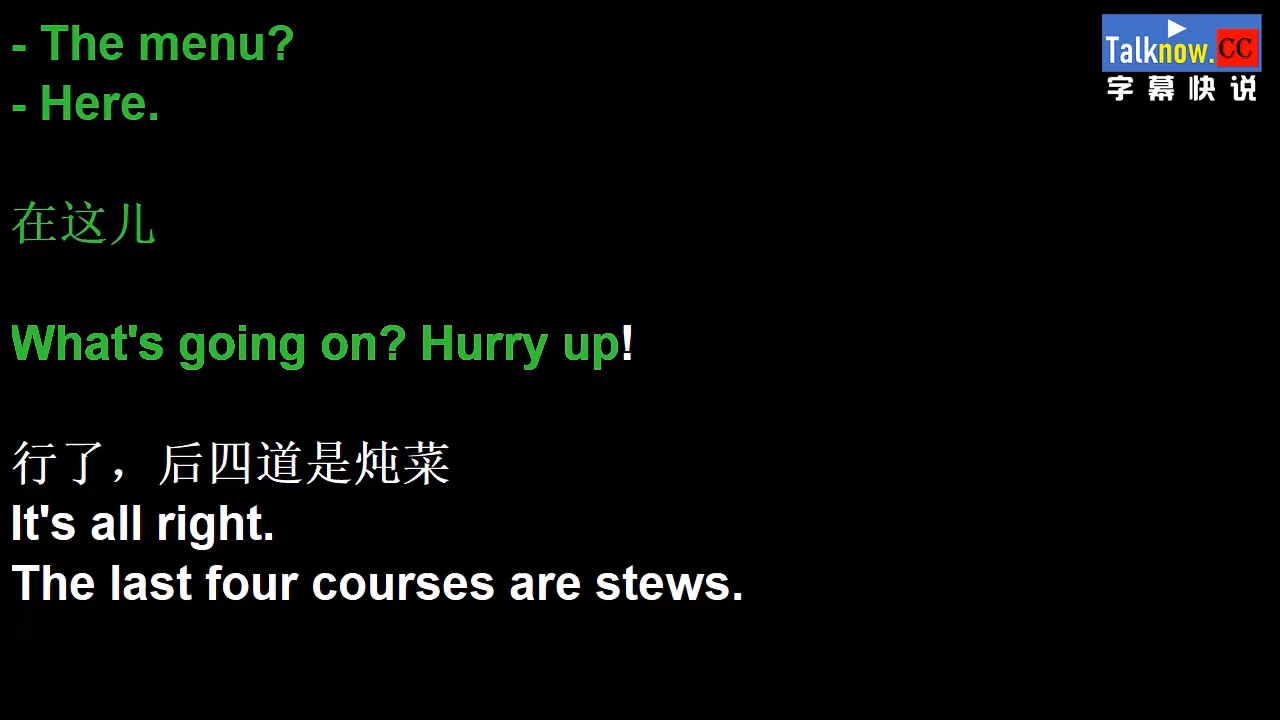 - The menu?
- Here.
在这儿
What's going on? Hurry up!
行了，后四道是炖菜
It's all right.
The last four courses are stews.
Talknow.CC
字幕快说